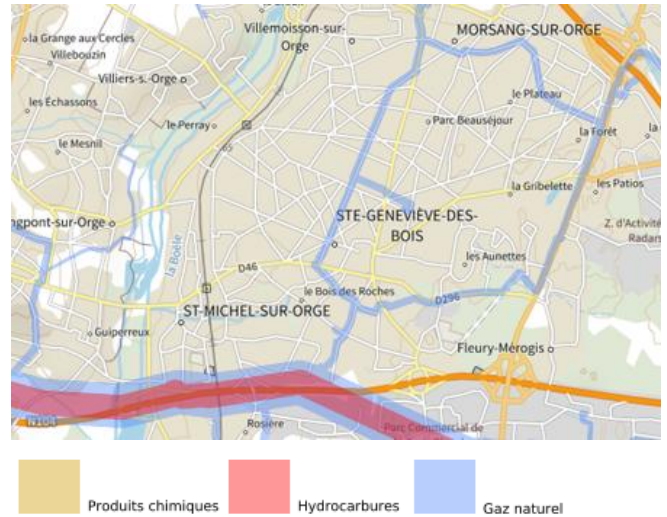 la Grange aux Cercles
Villebouzin
Villemoisson-sur-
Orge
MORSANG-SUR-ORGE
Villiers-s.-Orge
les Échassons
le Perray
le Plateau
Parc Beauséjour
la Forêt
la
le Mesnil
la Gribelette
les Patios
ngpont-sur-Orge
STE-GENEVIÈVE-DES-
BOIS
Z. d'Activité
Radars
la Boële
les Aunettes
D46
le Bois des Roches
D296
ST-MICHEL-SUR-ORGE
Guiperreux
Fleury-Mérogis
N104
Rosière
Parc Commercial de
Produits chimiques
Hydrocarbures
Gaz naturel